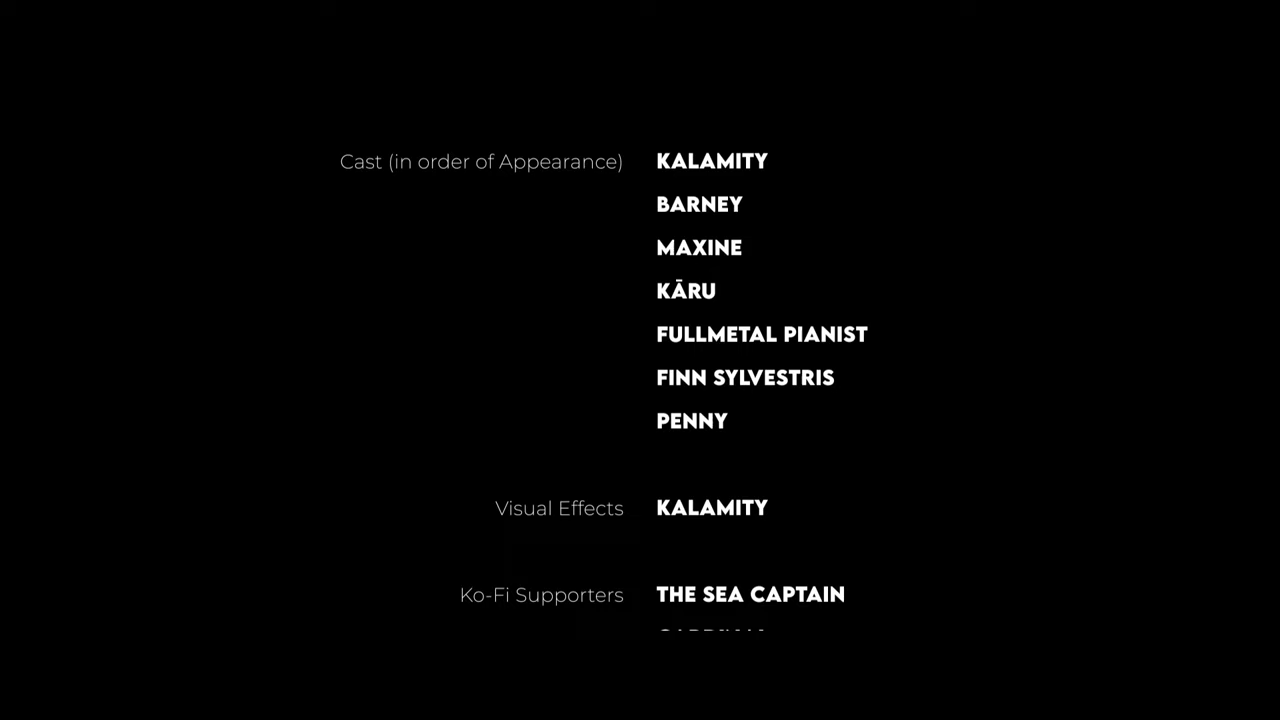 Cast (in order of Appearance) KALAMITY
BARNEY
MAXINE
KĀRU
FULLMETAL PIANIST
FINN SYLVESTRIS
PENNY
Visual Effects KALAMITY
Ko-Fi Supporters THE SEA CAPTAIN